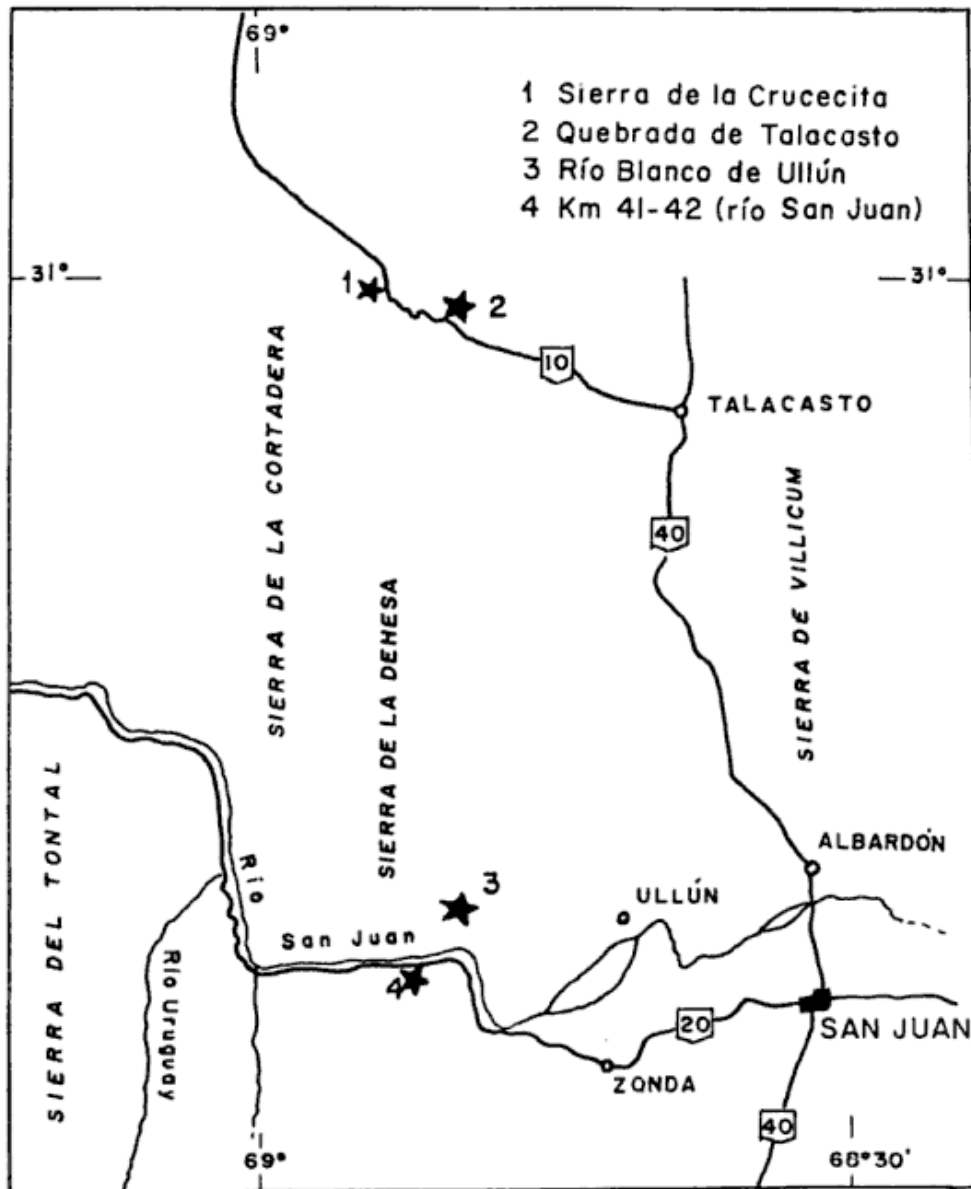 69°
1 Sierra de la Crucecita
2 Quebrada de Talacasto
3 Río Blanco de Ullún
4 Km 41-42 (río San Juan)
31°
31°
1
2
10
TALACASTO
SIERRA DE LA CORTADERA
40
SIERRA DE VILLICUM
SIERRA DE LA DEHESA
SIERRA DEL TONTAL
ALBARDÓN
Río
3
ULLÚN
San Juan
4
Río Uruguay
20
SAN JUAN
ZONDA
40
69°
68°30'